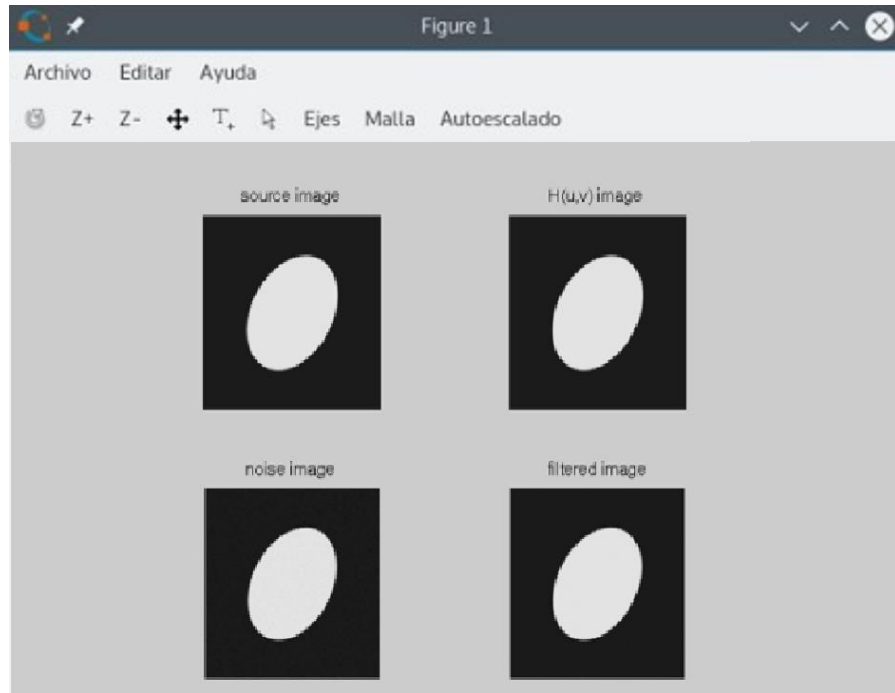 Figure 1
Archivo Editar Ayuda
Z+ Z- T+ Ejes Malla Autoescalado
source image H(u,v) image
noise image filtered image